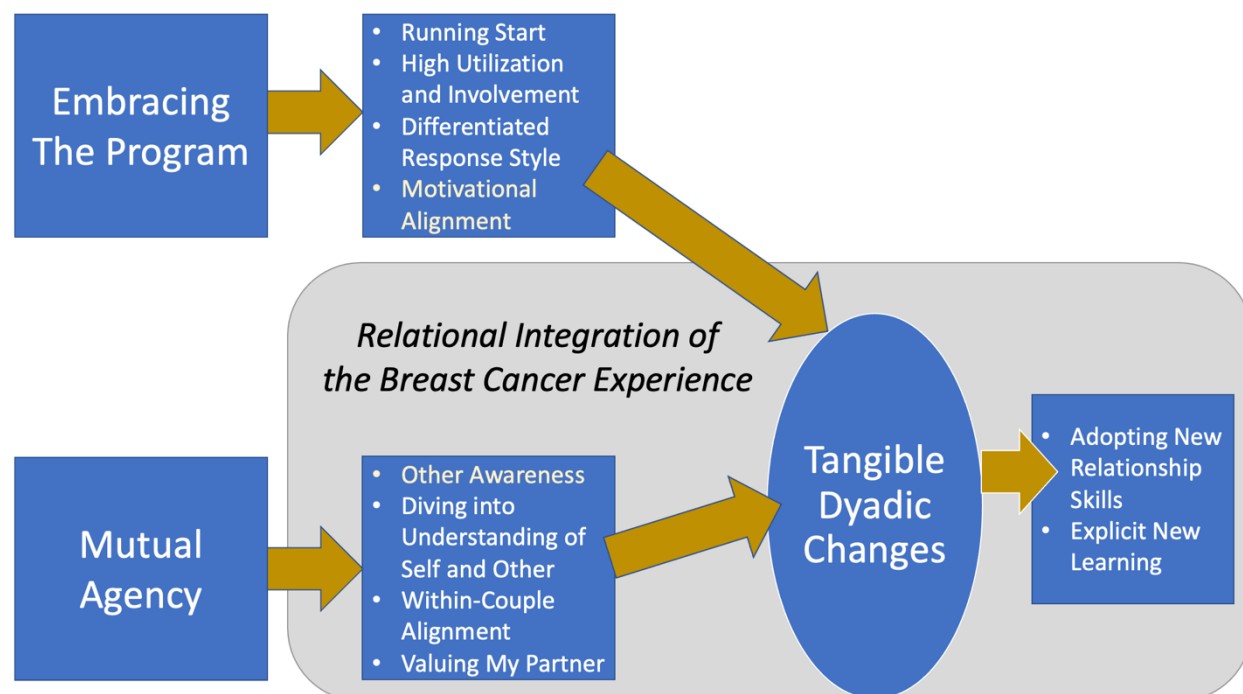 Embracing
The Program
• Running Start
• High Utilization
and Involvement
• Differentiated
Response Style
• Motivational
Alignment
Relational Integration of
the Breast Cancer Experience
Mutual
Agency
• Other Awareness
• Diving into
Understanding of
Self and Other
• Within-Couple
Alignment
• Valuing My Partner
Tangible
Dyadic
Changes
• Adopting New
Relationship
Skills
• Explicit New
Learning